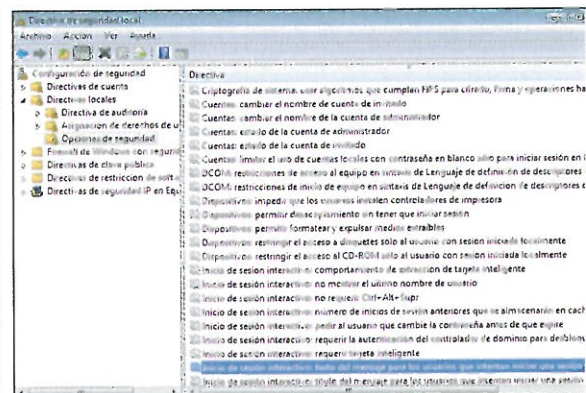 Directiva de seguridad local
Archivo Acción Ver Ayuda
Configuración de seguridad
Directivas de cuenta
Directivas locales
Directiva de auditoría
Asignación de derechos de u
Opciones de seguridad
Firewall de Windows con segurid
Directivas de clave pública
Directivas de restricción de soft
Directivas de seguridad IP en Equ
Directiva
Criptografía de sistema: usar algoritmos que cumplan FIPS para cifrado, firma y operaciones ha
Cuentas: cambiar el nombre de cuenta de invitado
Cuentas: cambiar el nombre de la cuenta de administrador
Cuentas: estado de la cuenta de administrador
Cuentas: estado de la cuenta de invitado
Cuentas: limitar el uso de cuentas locales con contraseña en blanco sólo para iniciar sesión en l
DCOM: restricciones de acceso al equipo en sintaxis de Lenguaje de definición de descriptores
DCOM: restricciones de inicio de equipo en sintaxis de Lenguaje de definición de descriptores d
Dispositivos: impedir que los usuarios instalen controladores de impresora
Dispositivos: permitir desacoplamiento sin tener que iniciar sesión
Dispositivos: permitir formatear y expulsar medios extraíbles
Dispositivos: restringir el acceso a disquetes sólo al usuario con sesión iniciada localmente
Dispositivos: restringir el acceso al CD-ROM sólo al usuario con sesión iniciada localmente
Inicio de sesión interactivo: comportamiento de extracción de tarjeta inteligente
Inicio de sesión interactivo: no mostrar el último nombre de usuario
Inicio de sesión interactivo: no requerir Ctrl+Alt+Supr
Inicio de sesión interactivo: número de inicios de sesión anteriores que se almacenarán en cach
Inicio de sesión interactivo: pedir al usuario que cambie la contraseña antes de que expire
Inicio de sesión interactivo: requerir la autenticación del controlador de dominio para desbloqu
Inicio de sesión interactivo: requerir tarjeta inteligente
Inicio de sesión interactivo: texto del mensaje para los usuarios que intentan iniciar una sesión
Inicio de sesión interactivo: título del mensaje para los usuarios que intentan iniciar una sesión